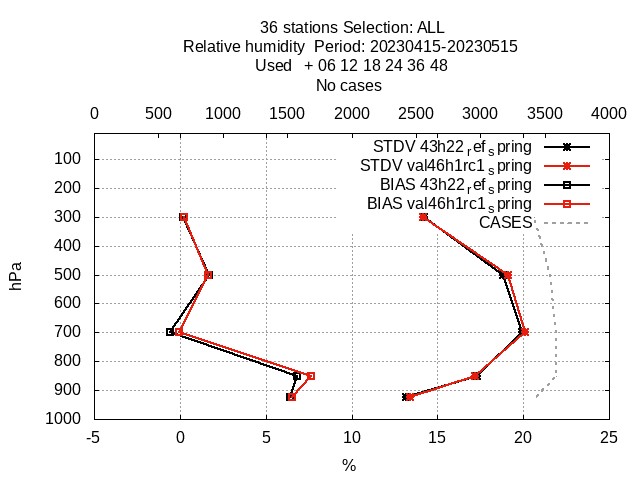 36 stations Selection: ALL
Relative humidity  Period: 20230415-20230515
Used   + 06 12 18 24 36 48
No cases
0 500 1000 1500 2000 2500 3000 3500 4000
STDV 43h22_ref_spring
STDV val46h1rc1_spring
BIAS 43h22_ref_spring
BIAS val46h1rc1_spring
CASES
hPa
100
200
300
400
500
600
700
800
900
1000
-5 0 5 10 15 20 25
%